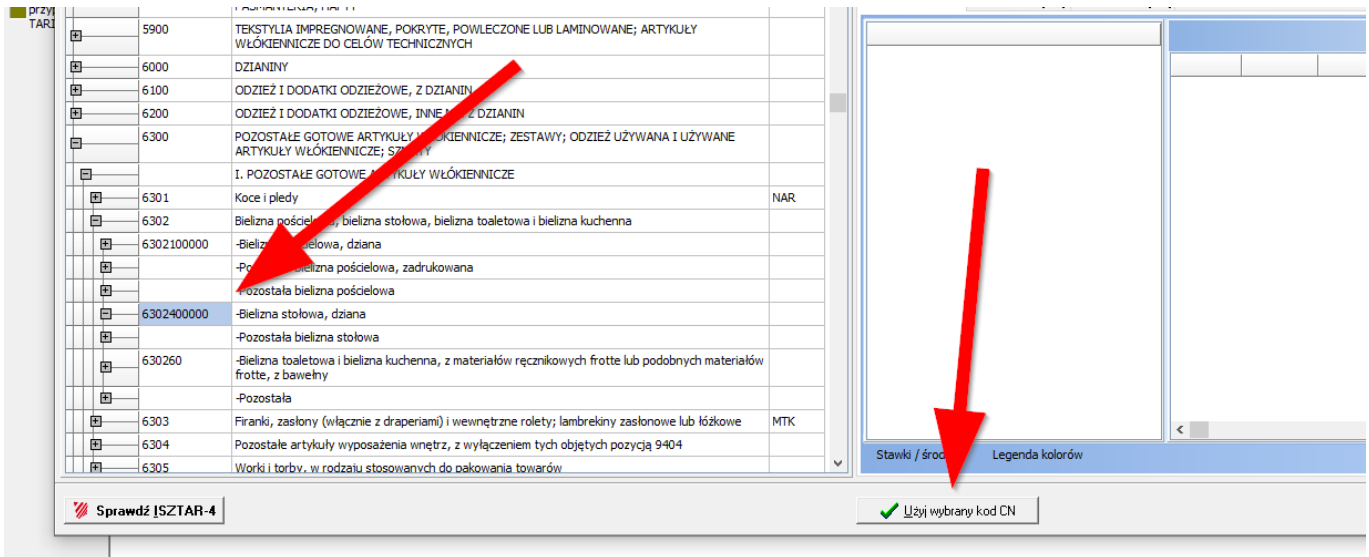 TARI
5900 TEKSTYLIA IMPREGNOWANE, POKRYTE, POWLECZONE LUB LAMINOWANE; ARTYKUŁY
WŁÓKIENNICZE DO CELÓW TECHNICZNYCH
6000 DZIANINY
6100 ODZIEŻ I DODATKI ODZIEŻOWE, Z DZIANIN
6200 ODZIEŻ I DODATKI ODZIEŻOWE, INNE Z DZIANIN
6300 POZOSTAŁE GOTOWE ARTYKUŁY ; ZESTAWY; ODZIEŻ UŻYWANA I UŻYWANE
ARTYKUŁY WŁÓKIENNICZE;
I. POZOSTAŁE GOTOWE WŁÓKIENNICZE
6301 Koce i pledy NAR
6302 Bielizna , bielizna stołowa, bielizna toaletowa i bielizna kuchenna
6302100000 dziana
bielizna pościelowa, zadrukowana
-Pozostała bielizna pościelowa
6302400000 -Bielizna stołowa, dziana
-Pozostała bielizna stołowa
630260 -Bielizna toaletowa i bielizna kuchenna, z materiałów ręcznikowych frotte lub podobnych materiałów
frotte, z bawełny
-Pozostała
6303 Firanki, zasłony (włącznie z draperiami) i wewnętrzne rolety; lambrekiny zasłonowe lub łóżkowe MTK
6304 Pozostałe artykuły wyposażenia wnętrz, z wyłączeniem tych objętych pozycją 9404
6305 Worki i torby, w rodzaju stosowanych do pakowania towarów
Stawki / Legenda kolorów
Sprawdź ISZTAR-4
Użyj wybrany kod CN